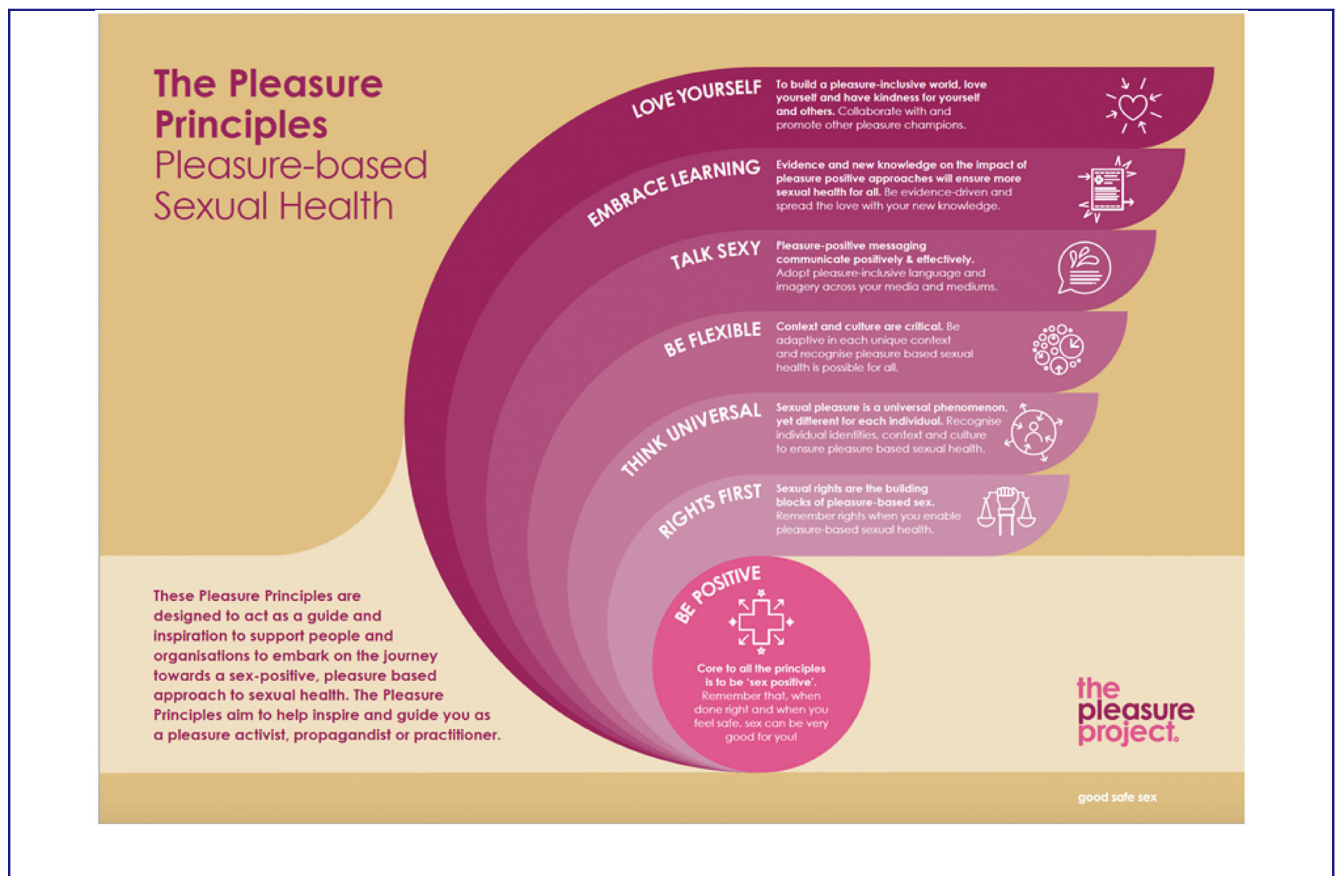 The Pleasure
Principles
Pleasure-based
Sexual Health
LOVE YOURSELF
To build a pleasure-inclusive world, love
yourself and have kindness for yourself
and others. Collaborate with and
promote other pleasure champions.
EMBRACE LEARNING
Evidence and new knowledge on the impact of
pleasure positive approaches will ensure more
sexual health for all. Be evidence-driven and
spread the love with your new knowledge.
TALK SEXY
Pleasure-positive messaging
communicate positively & effectively.
Adopt pleasure-inclusive language and
imagery across your media and mediums.
BE FLEXIBLE
Context and culture are critical. Be
adaptive in each unique context
and recognise pleasure based sexual
health is possible for all.
THINK UNIVERSAL
Sexual pleasure is a universal phenomenon,
yet different for each individual. Recognise
individual identities, context and culture
to ensure pleasure based sexual health.
RIGHTS FIRST
Sexual rights are the building
blocks of pleasure-based sex.
Remember rights when you enable
pleasure-based sexual health.
BE POSITIVE
Core to all the principles
is to be ‘sex positive’.
Remember that, when
done right and when you
feel safe, sex can be very
good for you!
These Pleasure Principles are
designed to act as a guide and
inspiration to support people and
organisations to embark on the journey
towards a sex-positive, pleasure based
approach to sexual health. The Pleasure
Principles aim to help inspire and guide you as
a pleasure activist, propagandist or practitioner.
the
pleasure
project.
good safe sex